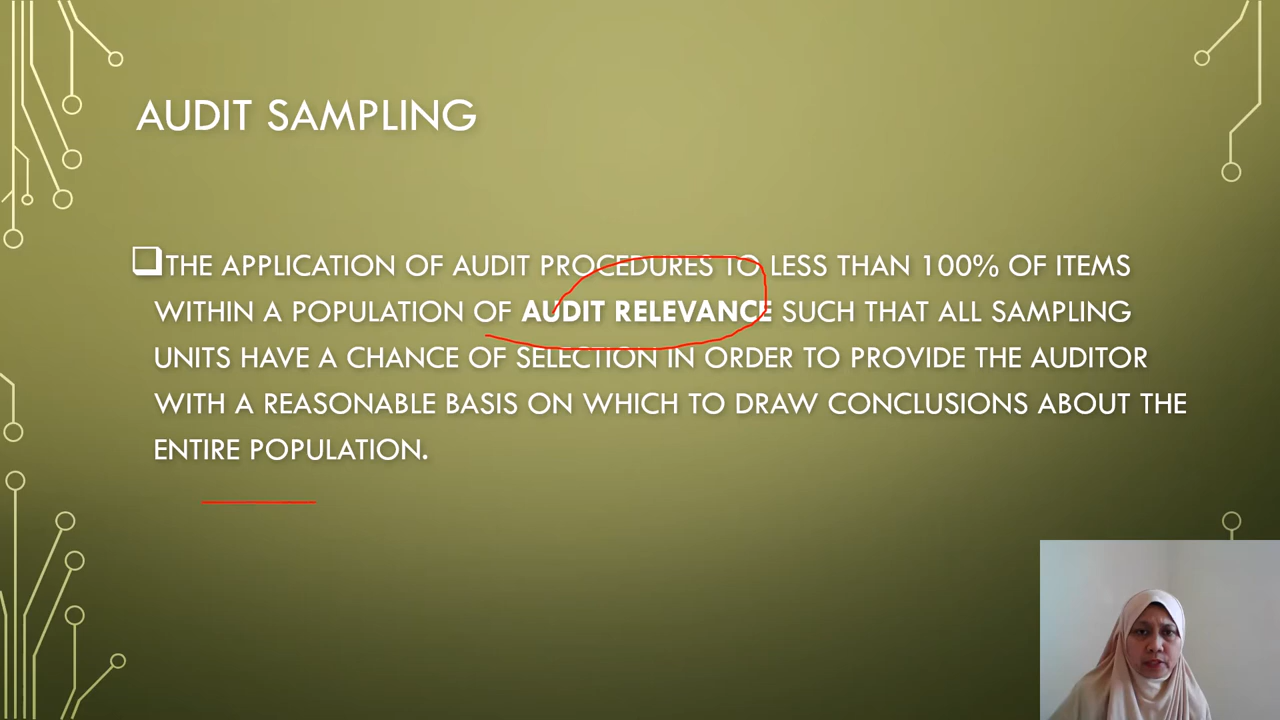 AUDIT SAMPLING
THE APPLICATION OF AUDIT PROCEDURES TO LESS THAN 100% OF ITEMS
WITHIN A POPULATION OF AUDIT RELEVANCE SUCH THAT ALL SAMPLING
UNITS HAVE A CHANCE OF SELECTION IN ORDER TO PROVIDE THE AUDITOR
WITH A REASONABLE BASIS ON WHICH TO DRAW CONCLUSIONS ABOUT THE
ENTIRE POPULATION.